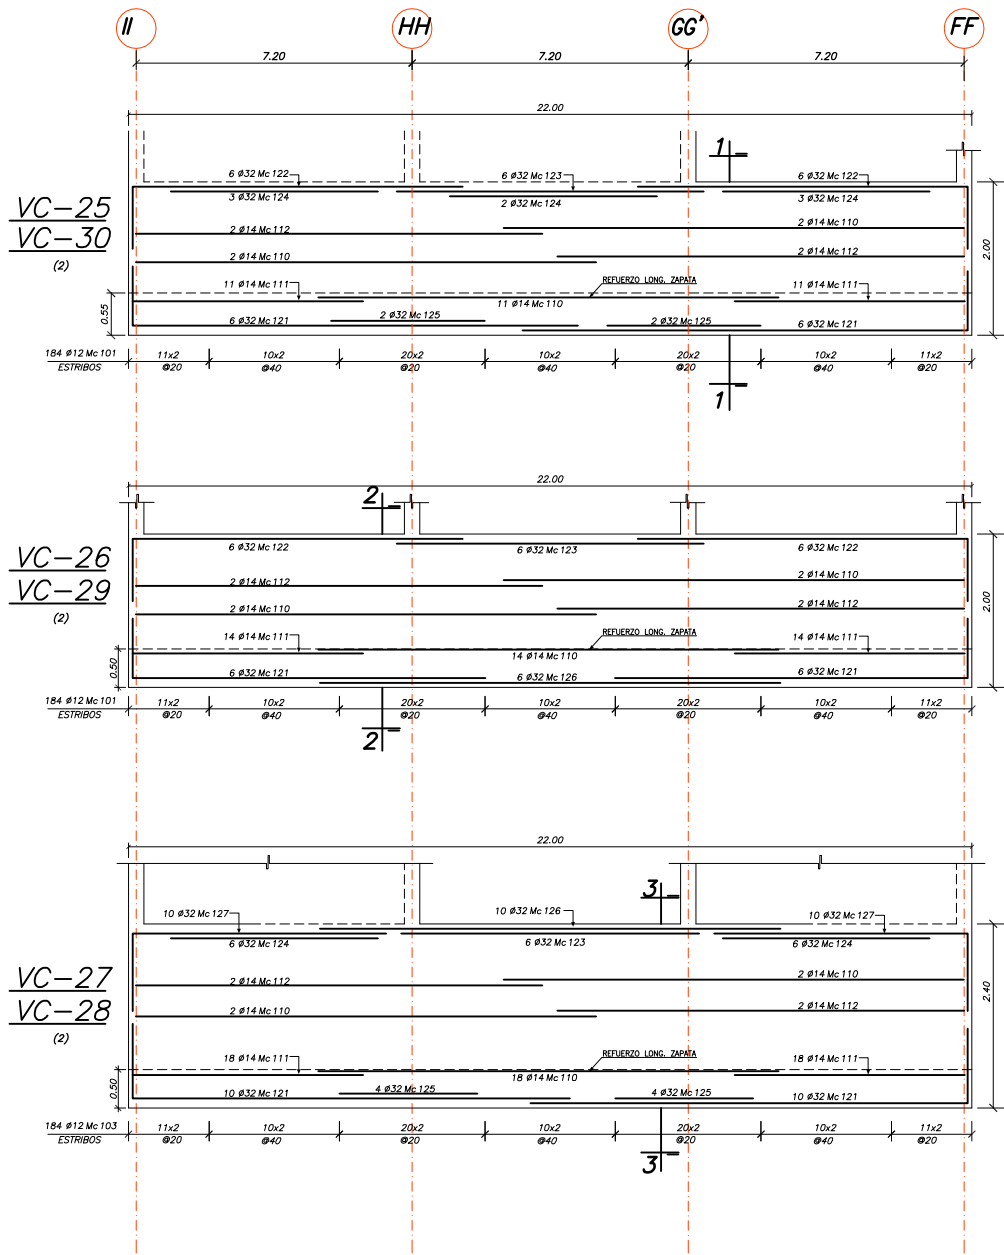 II HH GG' FF
7.20 7.20 7.20
22.00
1
6 Ø32 Mc 122 6 Ø32 Mc 123 6 Ø32 Mc 122
3 Ø32 Mc 124 2 Ø32 Mc 124 3 Ø32 Mc 124
VC-25
VC-30
(2)
2 Ø14 Mc 110
2 Ø14 Mc 112
2 Ø14 Mc 112
2 Ø14 Mc 110
2.00
REFUERZO LONG. ZAPATA
11 Ø14 Mc 111 11 Ø14 Mc 111
11 Ø14 Mc 110
0.55
2 Ø32 Mc 125
6 Ø32 Mc 121 2 Ø32 Mc 125 6 Ø32 Mc 121
184 Ø12 Mc 101 11x2 10x2 20x2 10x2 20x2 10x2 11x2
ESTRIBOS @20 @40 @20 @40 @20 @40 @20
1
22.00
2
6 Ø32 Mc 122 6 Ø32 Mc 123 6 Ø32 Mc 122
VC-26
VC-29
(2)
2 Ø14 Mc 110
2 Ø14 Mc 112
2 Ø14 Mc 112
2 Ø14 Mc 110
2.00
REFUERZO LONG. ZAPATA
14 Ø14 Mc 111 14 Ø14 Mc 111
14 Ø14 Mc 110
0.50
6 Ø32 Mc 121 6 Ø32 Mc 126 6 Ø32 Mc 121
184 Ø12 Mc 101 11x2 10x2 20x2 10x2 20x2 10x2 11x2
ESTRIBOS @20 @40 @20 @40 @20 @40 @20
2
22.00
3
10 Ø32 Mc 127 10 Ø32 Mc 126 10 Ø32 Mc 127
6 Ø32 Mc 124 6 Ø32 Mc 123 6 Ø32 Mc 124
VC-27
VC-28
(2)
2 Ø14 Mc 110
2 Ø14 Mc 112
2 Ø14 Mc 112
2 Ø14 Mc 110
2.40
REFUERZO LONG. ZAPATA
18 Ø14 Mc 111 18 Ø14 Mc 111
18 Ø14 Mc 110
0.50
4 Ø32 Mc 125 4 Ø32 Mc 125
10 Ø32 Mc 121 10 Ø32 Mc 121
184 Ø12 Mc 103 11x2 10x2 20x2 10x2 20x2 10x2 11x2
ESTRIBOS @20 @40 @20 @40 @20 @40 @20
3